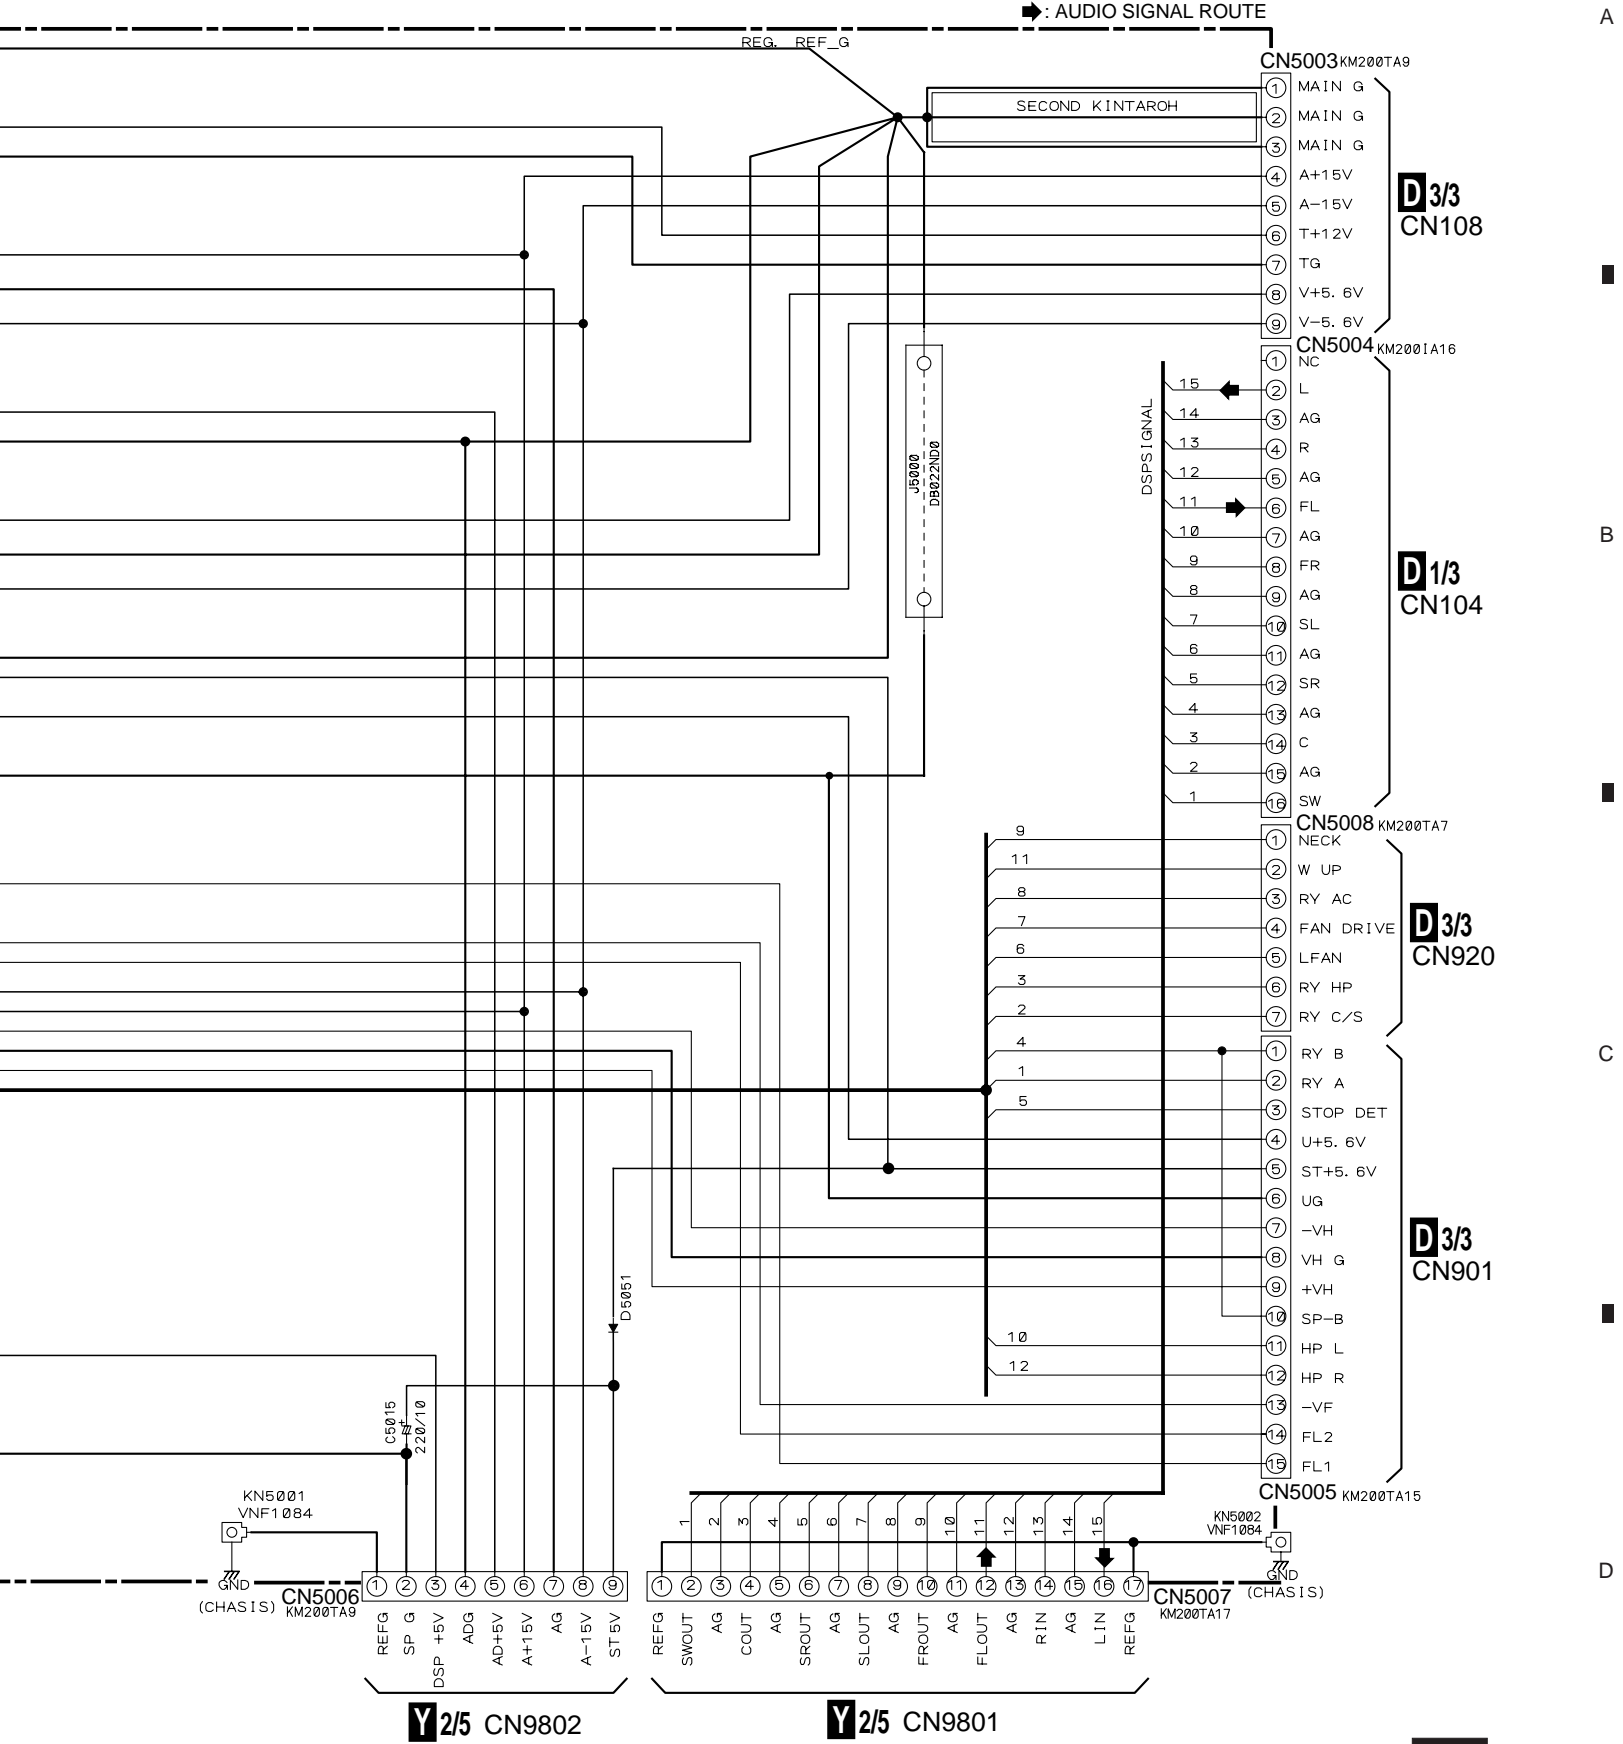 : AUDIO SIGNAL ROUTE
A
REG. REF_G
CN5003 KM200TA9
SECOND KINTAROH
1 MAIN G
2 MAIN G
3 MAIN G
4 A+15V
5 A−15V
6 T+12V
7 TG
8 V+5.6V
9 V−5.6V
D 3/3
CN108
CN5004 KM200IA16
J5000
DB022ND0
DSPSIGNAL
1 NC
15 2 L
14 3 AG
13 4 R
12 5 AG
11 6 FL
10 7 AG
9 8 FR
8 9 AG
7 10 SL
6 11 AG
5 12 SR
4 13 AG
3 14 C
2 15 AG
1 16 SW
B
D 1/3
CN104
CN5008 KM200TA7
9 1 NECK
11 2 W UP
8 3 RY AC
7 4 FAN DRIVE
6 5 LFAN
3 6 RY HP
2 7 RY C/S
D 3/3
CN920
4 1 RY B
1 2 RY A
5 3 STOP DET
4 U+5.6V
5 ST+5.6V
6 UG
7 −VH
8 VH G
9 +VH
10 SP−B
10 11 HP L
12 12 HP R
13 −VF
14 FL2
15 FL1
C
D 3/3
CN901
CN5005 KM200TA15
D5051
C5015
220/10
KN5001
VNF1084
GND
(CHASIS)
KN5002
VNF1084
GND
(CHASIS)
D
1 2 3 4 5 6 7 8 9 10 11 12 13 14 15
CN5006
KM200TA9
1 2 3 4 5 6 7 8 9
REFG
SP G
DSP +5V
ADG
AD+5V
A+15V
AG
A−15V
ST5V
1 2 3 4 5 6 7 8 9 10 11 12 13 14 15 16 17
CN5007
KM200TA17
REFG
SWOUT
AG
COUT
AG
SROUT
AG
SLOUT
AG
FROUT
AG
FLOUT
AG
RIN
AG
LIN
REFG
Y 2/5 CN9802
Y 2/5 CN9801